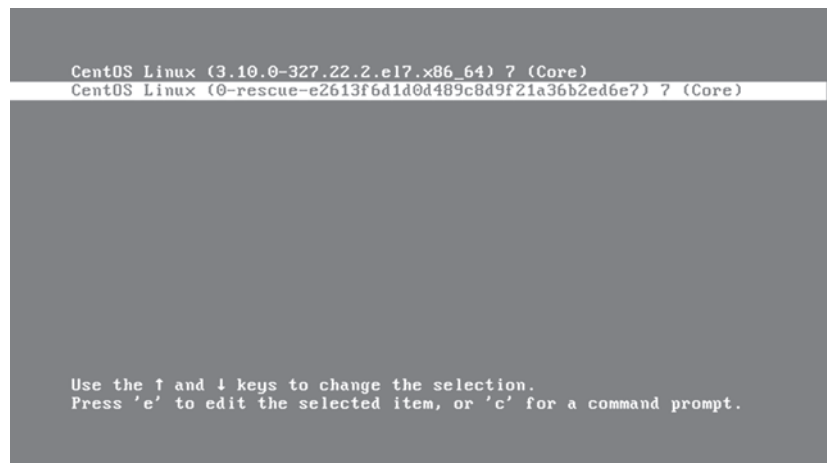 CentOS Linux (3.10.0-327.22.2.el7.x86_64) 7 (Core)
CentOS Linux (0-rescue-e2613f6d1d0d489c8d9f21a36b2ed6e7) 7 (Core)
Use the ↑ and ↓ keys to change the selection.
Press 'e' to edit the selected item, or 'c' for a command prompt.